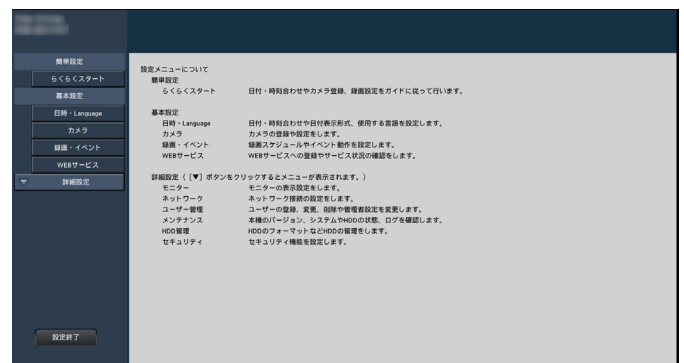 簡単設定
らくらくスタート
基本設定
日時・Language
カメラ
録画・イベント
WEBサービス
▼ 詳細設定
設定終了
設定メニューについて
簡単設定
らくらくスタート 日付・時刻合わせやカメラ登録、録画設定をガイドに従って行います。
基本設定
日時・Language 日付・時刻合わせや日付表示形式、使用する言語を設定します。
カメラ カメラの登録や設定をします。
録画・イベント 録画スケジュールやイベント動作を設定します。
WEBサービス WEBサービスへの登録やサービス状況の確認をします。
詳細設定（［▼］ボタンをクリックするとメニューが表示されます。）
モニター モニターの表示設定をします。
ネットワーク ネットワーク接続の設定をします。
ユーザー管理 ユーザーの登録、変更、削除や管理者設定を変更します。
メンテナンス 本機のバージョン、システムやHDDの状態、ログを確認します。
HDD管理 HDDのフォーマットなどHDDの管理をします。
セキュリティ セキュリティ機能を設定します。